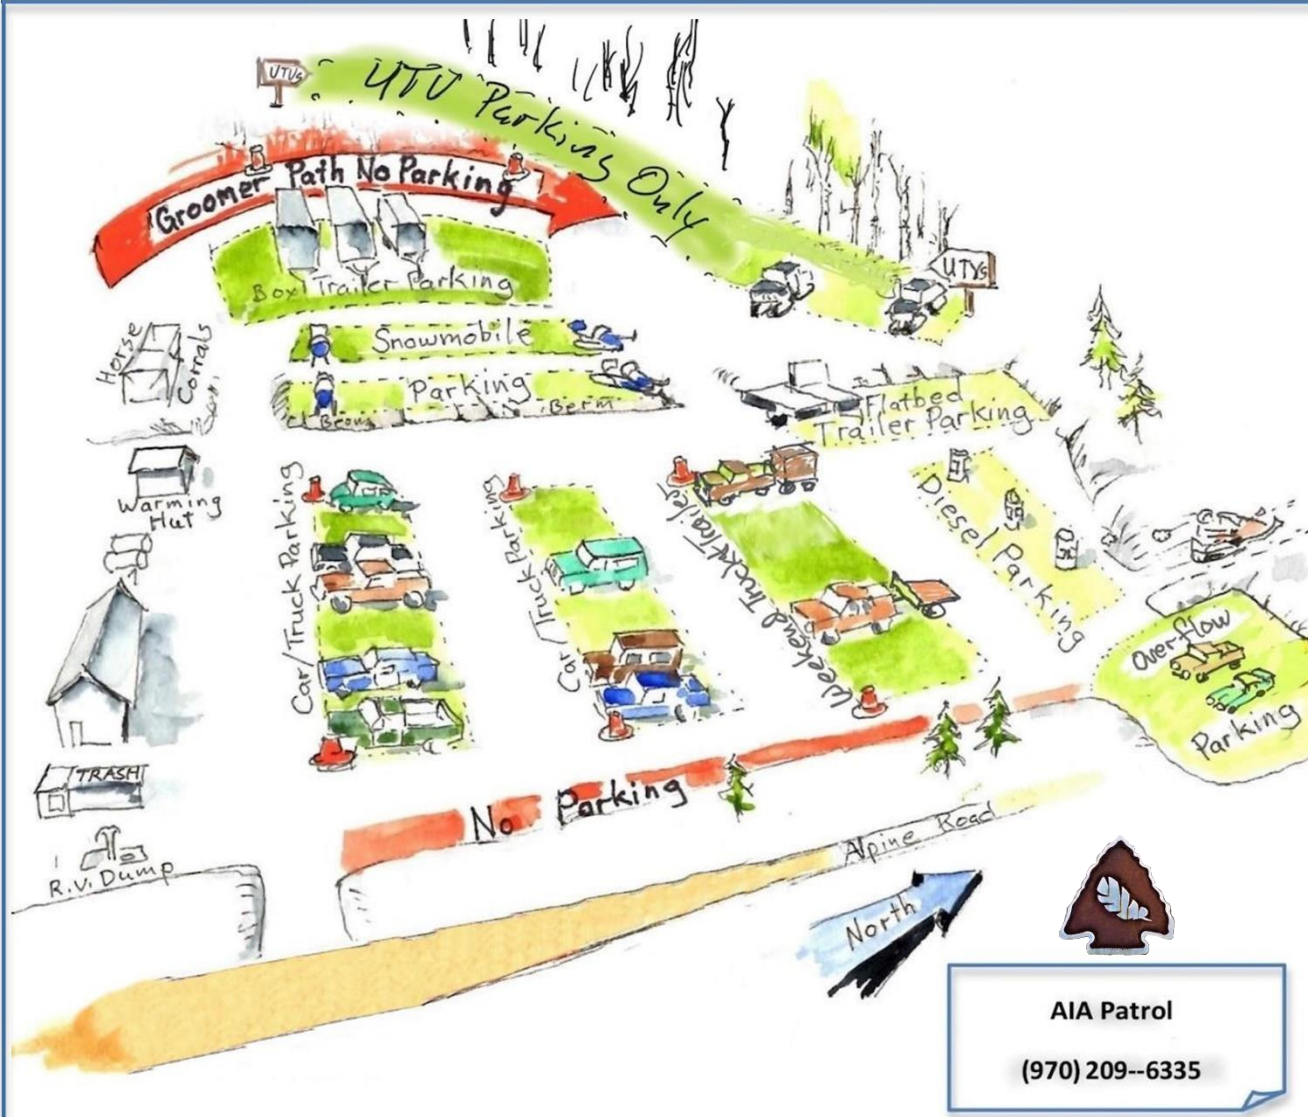 UTVs
UTV Parking Only
Groomer Path No Parking
Box Trailer Parking
UTVs
Snowmobile
Parking
Berm
Horse
Corrals
Flatbed
Trailer Parking
Warming
Hut
Car/Truck Parking
Car/Truck Parking
Weekend Truck/Trailer
Diesel Parking
Overflow
Parking
TRASH
No Parking
R.V. Dump
Alpine Road
North
AIA Patrol
(970) 209--6335